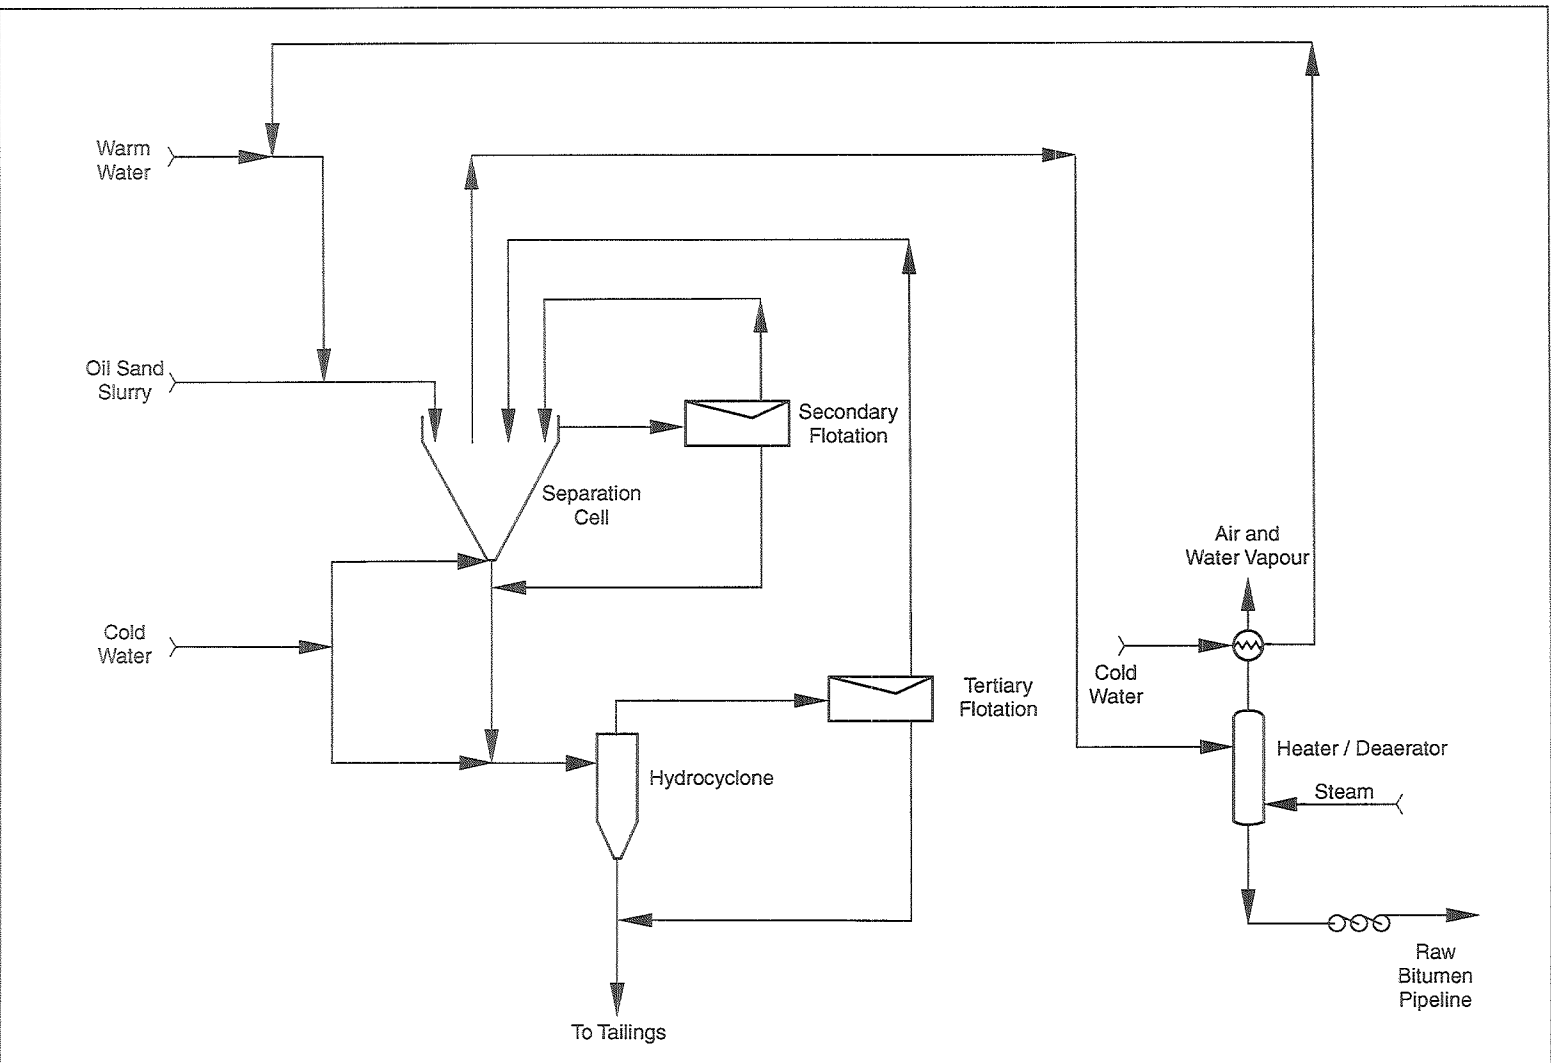 Warm
Water
Oil Sand
Slurry
Secondary
Flotation
Separation
Cell
Air and
Water Vapour
Cold
Water
Cold
Water
Tertiary
Flotation
Heater / Deaerator
Hydrocyclone
Steam
Raw
Bitumen
Pipeline
To Tailings